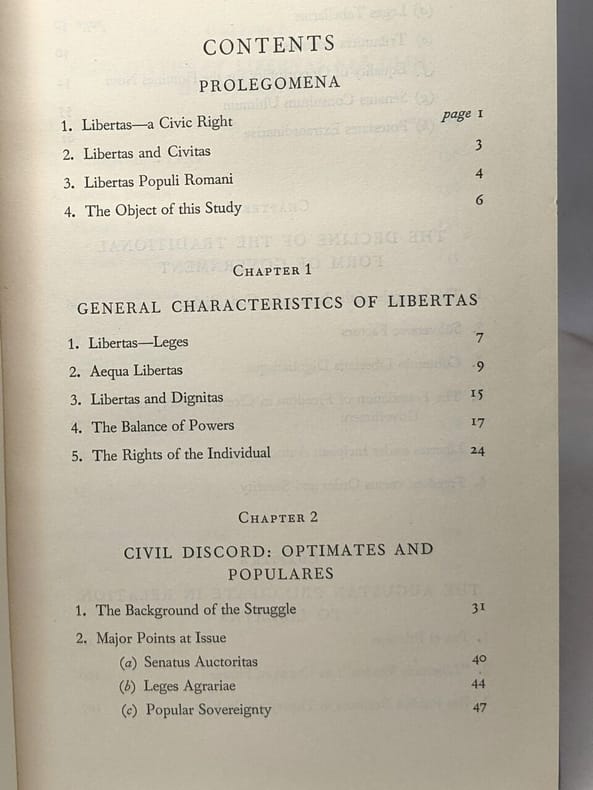 CONTENTS
PROLEGOMENA
1. Libertas—a Civic Right page 1
2. Libertas and Civitas 3
3. Libertas Populi Romani 4
4. The Object of this Study 6
Chapter 1
GENERAL CHARACTERISTICS OF LIBERTAS
1. Libertas—Leges 7
2. Aequa Libertas 9
3. Libertas and Dignitas 15
4. The Balance of Powers 17
5. The Rights of the Individual 24
Chapter 2
CIVIL DISCORD: OPTIMATES AND
POPULARES
1. The Background of the Struggle 31
2. Major Points at Issue
(a) Senatus Auctoritas 40
(b) Leges Agrariae 44
(c) Popular Sovereignty 47